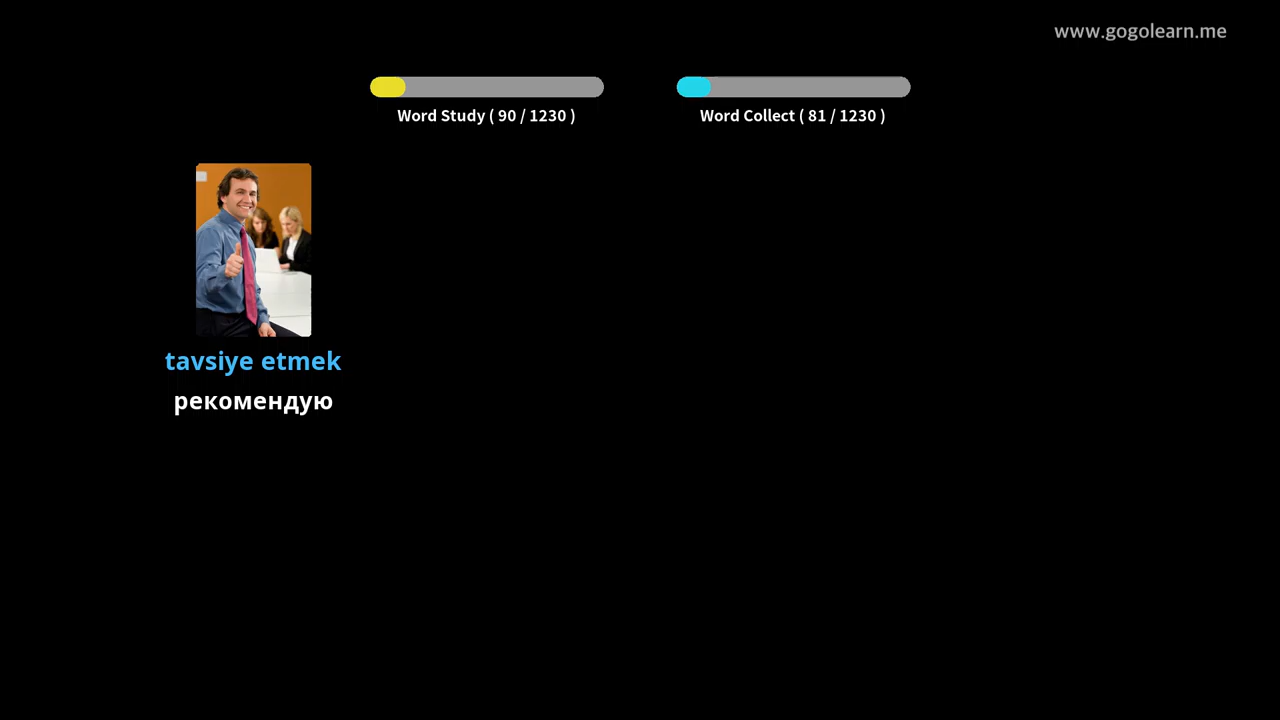 www.gogolearn.me
Word Study ( 90 / 1230 )
Word Collect ( 81 / 1230 )
tavsiye etmek
рекомендую